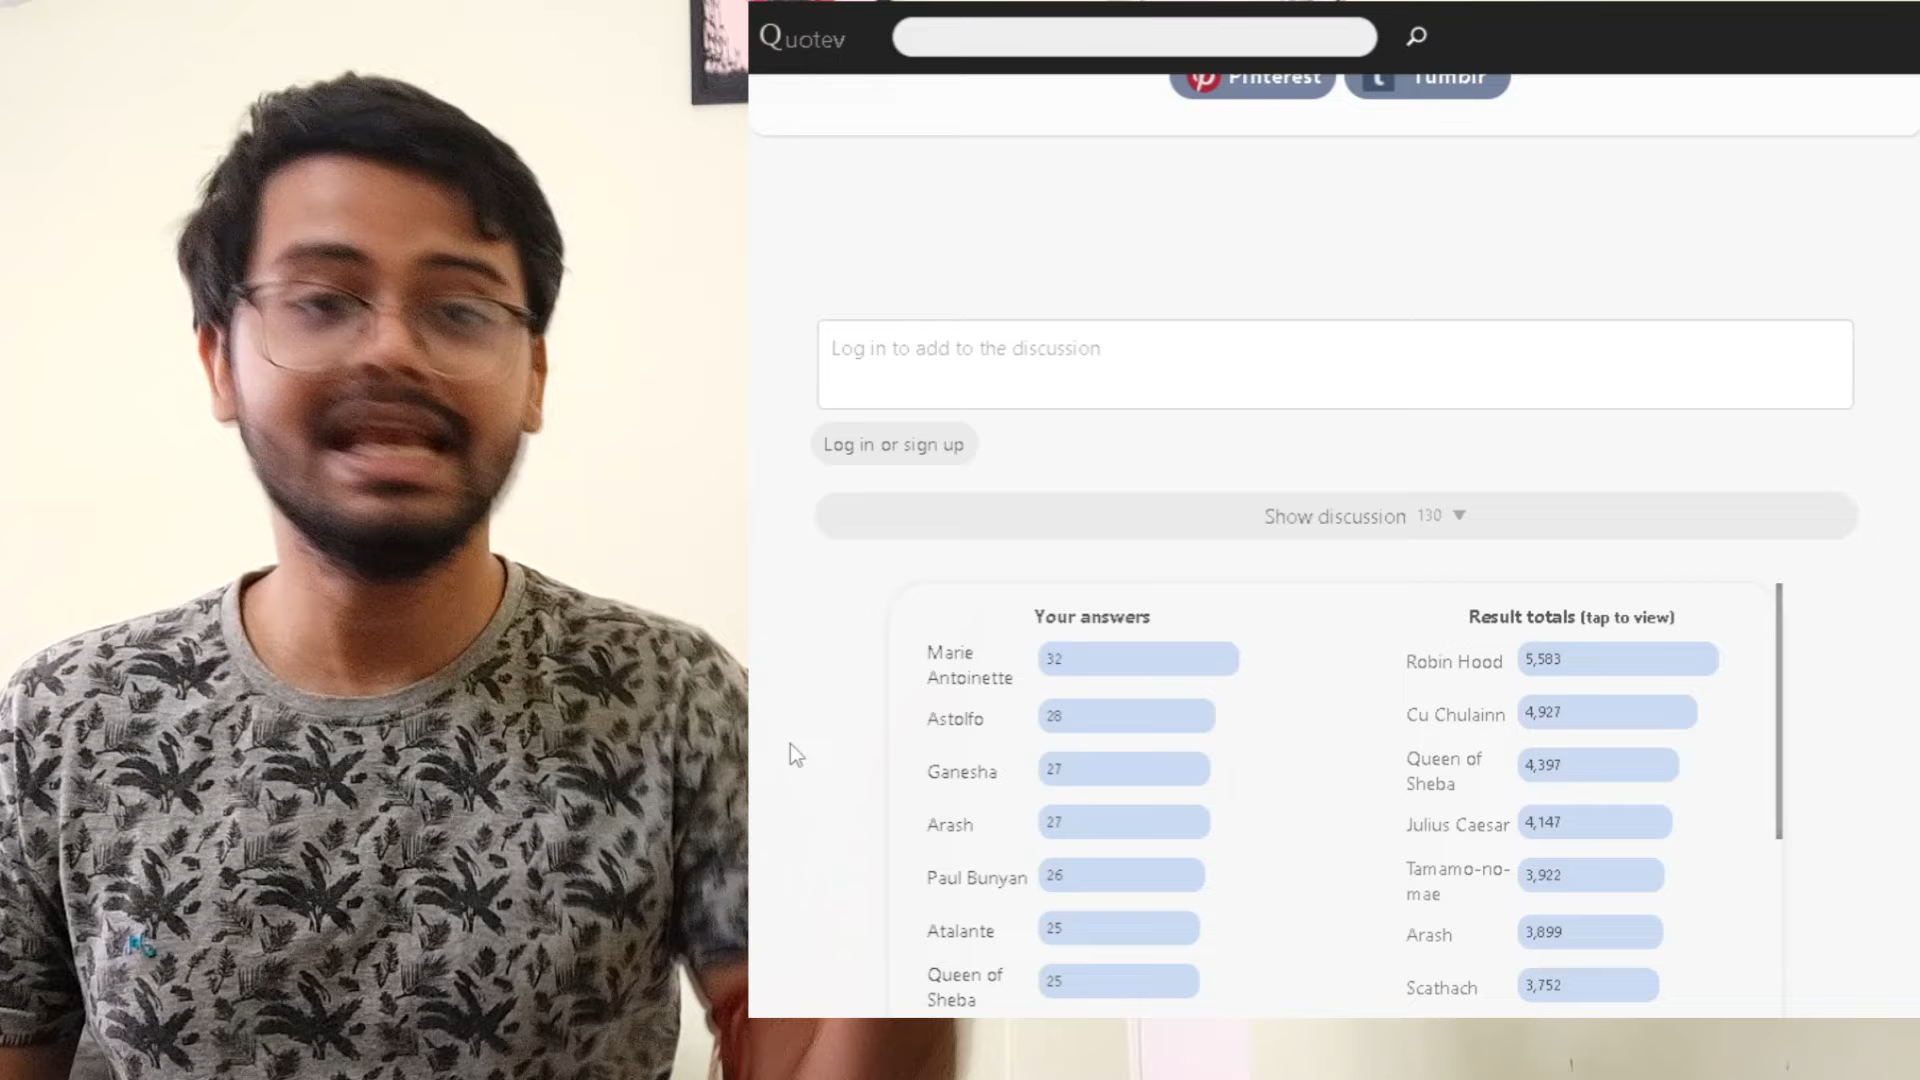 Quotev
Pinterest
Tumblr
Log in to add to the discussion
Log in or sign up
Show discussion 130
Your answers
Marie
Antoinette
32
Astolfo
28
Ganesha
27
Arash
27
Paul Bunyan
26
Atalante
25
Queen of
Sheba
25
Result totals (tap to view)
Robin Hood
5,583
Cu Chulainn
4,927
Queen of
Sheba
4,397
Julius Caesar
4,147
Tamamo-no-
mae
3,922
Arash
3,899
Scathach
3,752